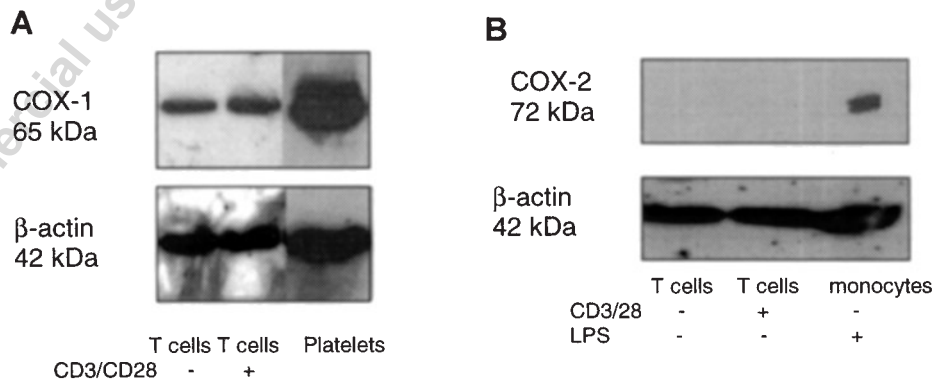 A
COX-1
65 kDa
β-actin
42 kDa
T cells T cells Platelets
CD3/CD28 - +
B
COX-2
72 kDa
β-actin
42 kDa
T cells T cells monocytes
CD3/28 - + -
LPS - - +